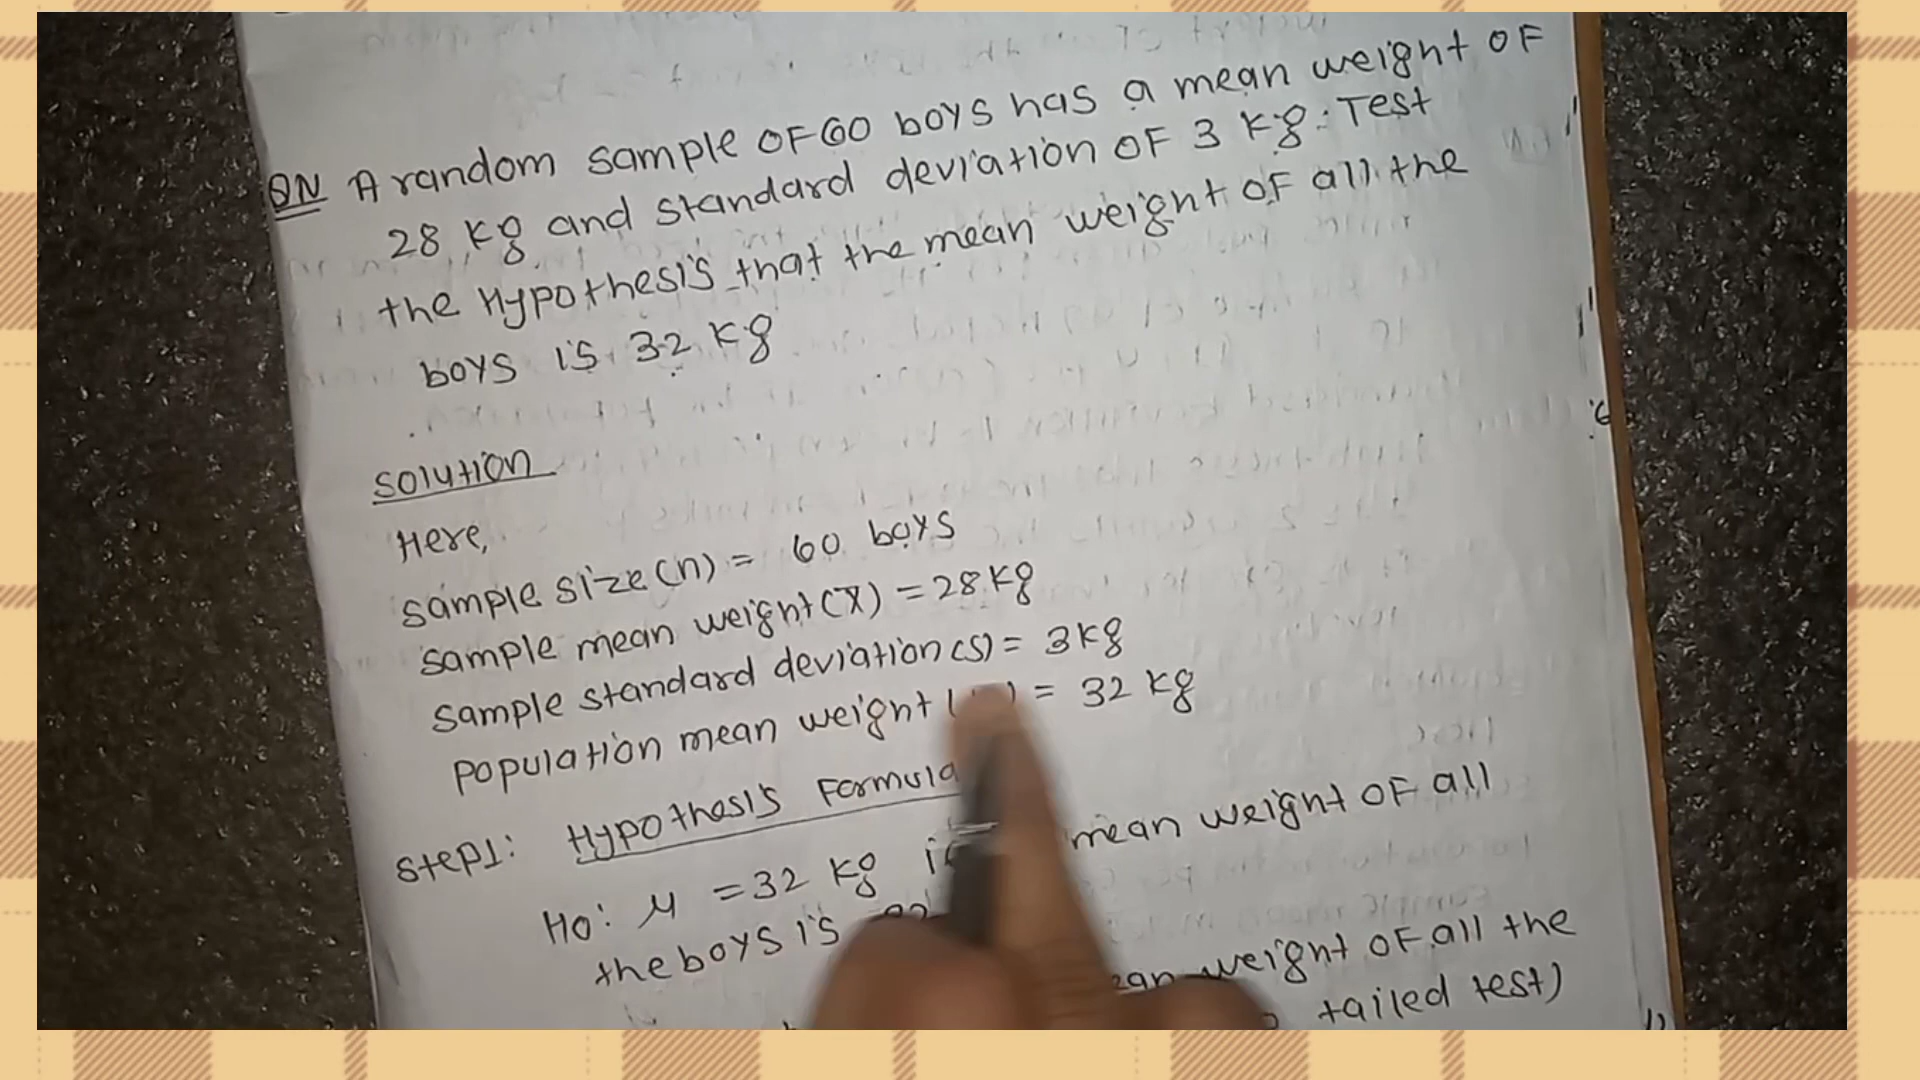 QN A random sample OF 60 boys has a mean weight OF
28 kg and standard deviation OF 3 kg. Test
the Hypothesis that the mean weight OF all the
boys is 32 kg
Solution
Here,
sample size (n) = 60 boys
sample mean weight (x̄) = 28 kg
sample standard deviation (s) = 3 kg
population mean weight = 32 kg
Step1: Hypothesis Formula
Ho: μ = 32 kg mean weight OF all
the boys is
weight OF all the
tailed test)